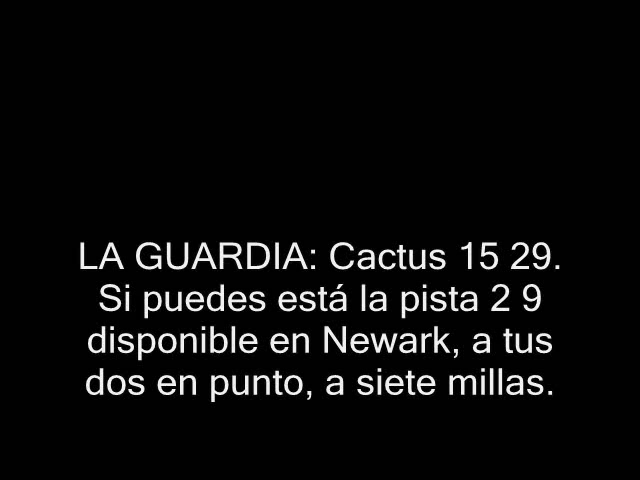 LA GUARDIA: Cactus 15 29.
Si puedes está la pista 2 9
disponible en Newark, a tus
dos en punto, a siete millas.